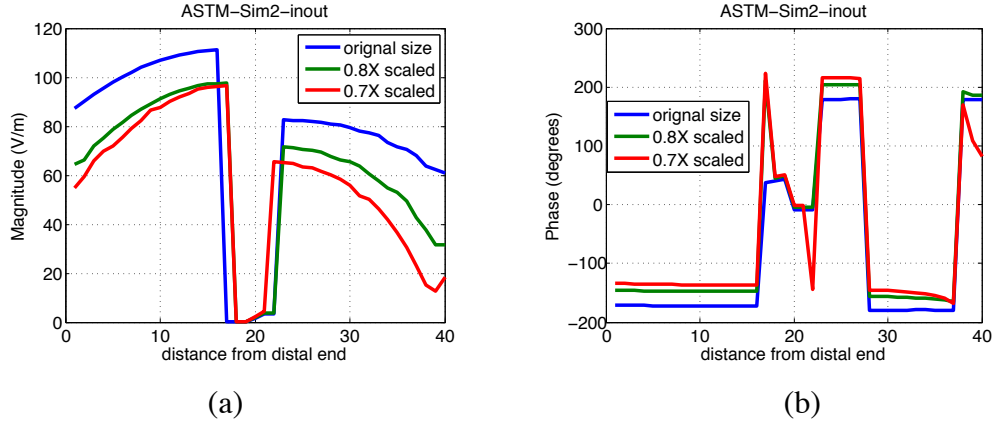 ASTM−Sim2−inout
Magnitude (V/m)
120
100
80
60
40
20
0
orignal size
0.8X scaled
0.7X scaled
0 10 20 30 40
distance from distal end
(a)
ASTM−Sim2−inout
Phase (degrees)
300
200
100
0
−100
−200
orignal size
0.8X scaled
0.7X scaled
0 10 20 30 40
distance from distal end
(b)